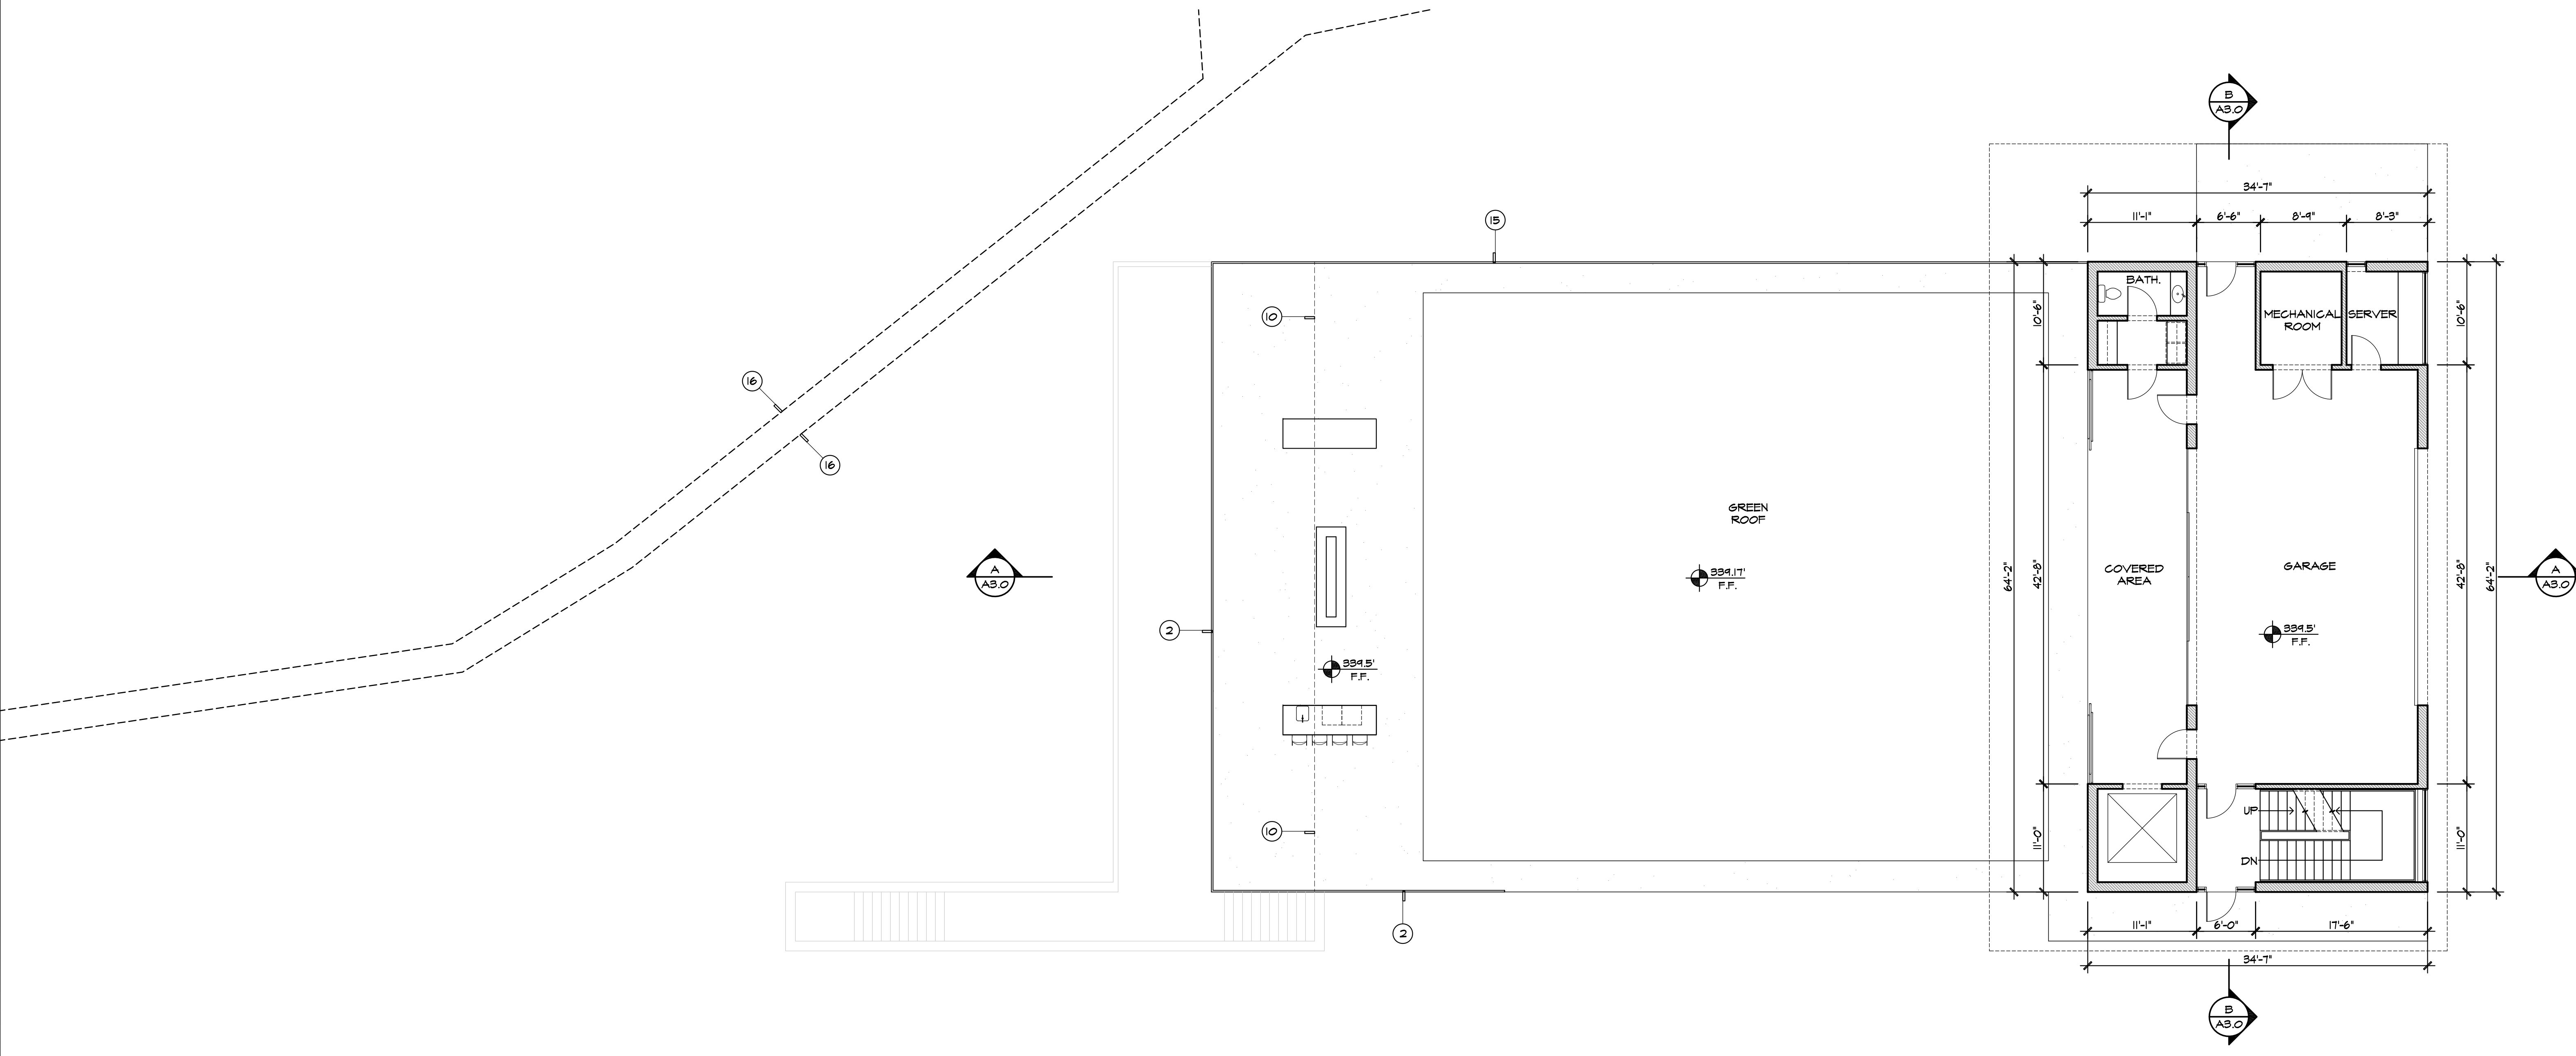 B
A3.0
34'-7"
11'-1"
6'-6"
8'-9"
8'-3"
15
10
BATH.
MECHANICAL
ROOM
SERVER
10'-6"
10'-6"
16
16
GREEN
ROOF
A
A3.0
339.17'
F.F.
64'-2"
42'-8"
COVERED
AREA
GARAGE
42'-8"
64'-2"
A
A3.0
2
339.5'
F.F.
339.5'
F.F.
10
UP
DN
11'-0"
11'-0"
2
11'-1"
6'-0"
17'-6"
34'-7"
B
A3.0